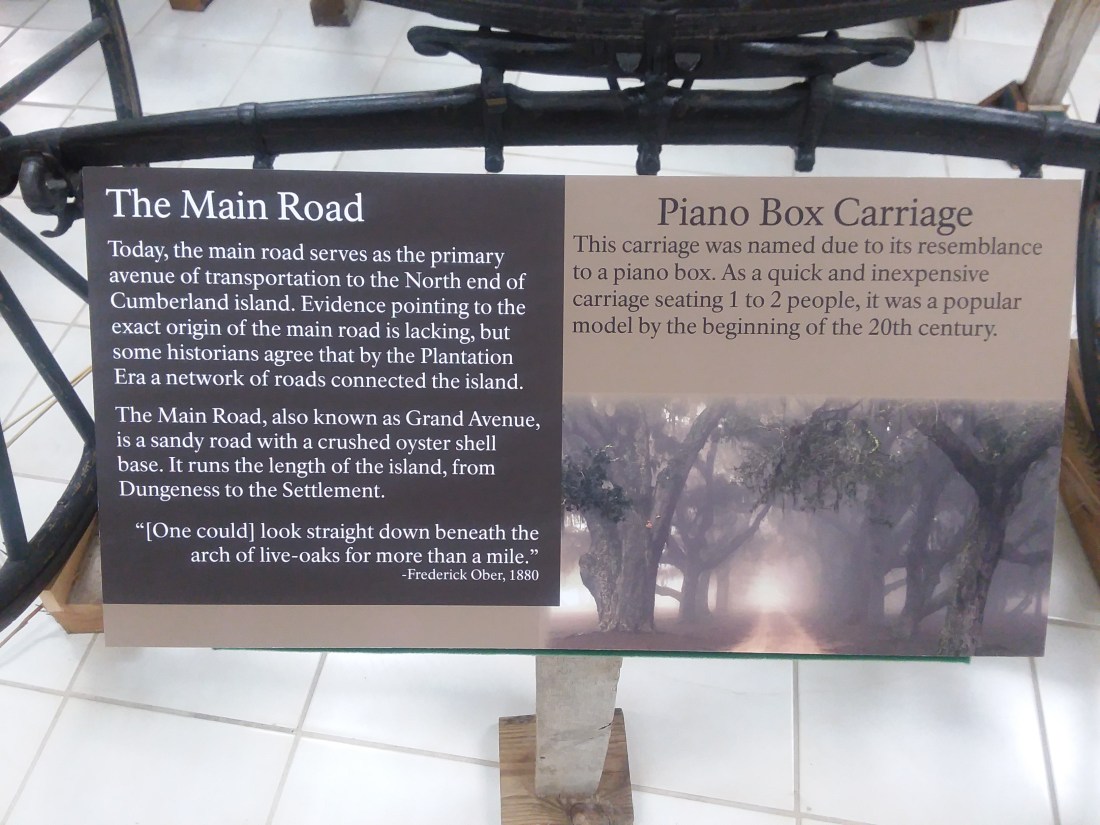 The Main Road
Today, the main road serves as the primary
avenue of transportation to the North end of
Cumberland island. Evidence pointing to the
exact origin of the main road is lacking, but
some historians agree that by the Plantation
Era a network of roads connected the island.
The Main Road, also known as Grand Avenue,
is a sandy road with a crushed oyster shell
base. It runs the length of the island, from
Dungeness to the Settlement.
“[One could] look straight down beneath the
arch of live-oaks for more than a mile.”
-Frederick Ober, 1880
Piano Box Carriage
This carriage was named due to its resemblance
to a piano box. As a quick and inexpensive
carriage seating 1 to 2 people, it was a popular
model by the beginning of the 20th century.